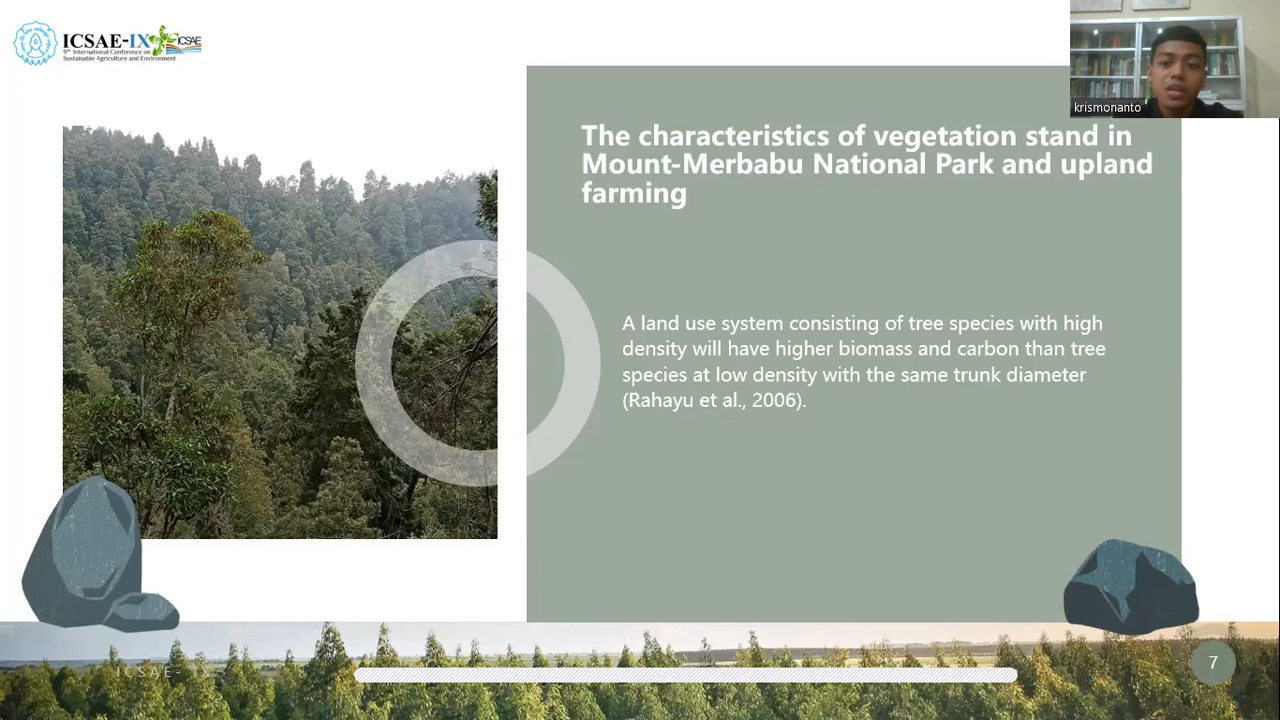 ICSAE-IX
9th International Conference on
Sustainable Agriculture and Environment
ICSAE
krismonanto
The characteristics of vegetation stand in
Mount-Merbabu National Park and upland
farming
A land use system consisting of tree species with high
density will have higher biomass and carbon than tree
species at low density with the same trunk diameter
(Rahayu et al., 2006).
ICSAE- IX
7